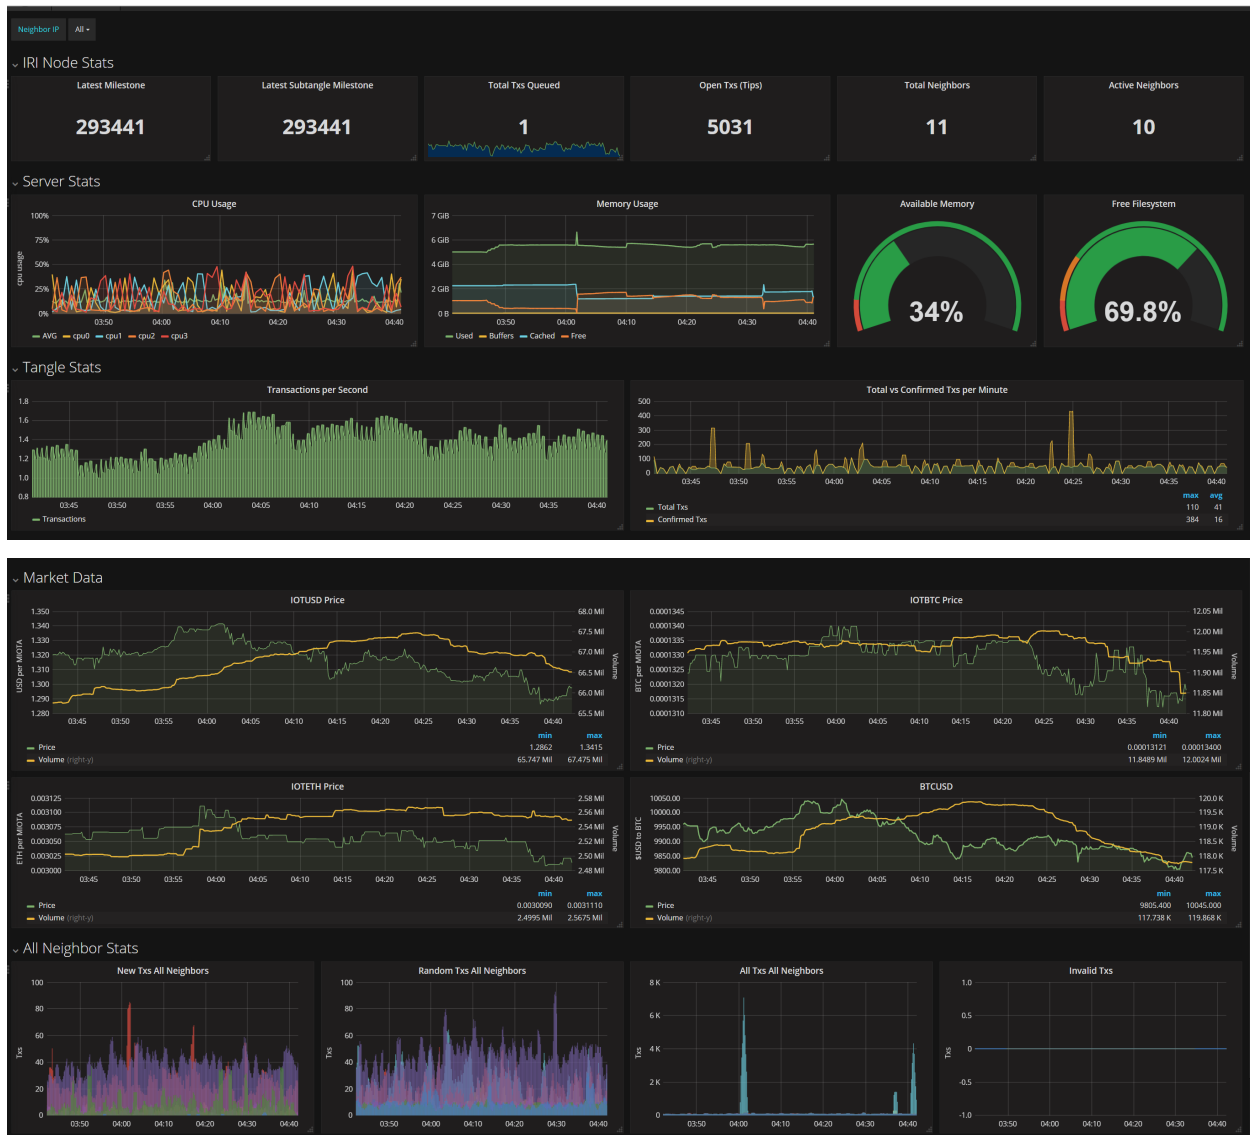 Neighbor IP All
IRI Node Stats
Latest Milestone Latest Subtangle Milestone Total Txs Queued Open Txs (Tips) Total Neighbors Active Neighbors
293441 293441 1 5031 11 10
Server Stats
CPU Usage
100%
75%
50%
25%
0%
cpu usage
03:50 04:00 04:10 04:20 04:30 04:40
AVG cpu0 cpu1 cpu2 cpu3
Memory Usage
7 GiB
6 GiB
4 GiB
2 GiB
0 B
03:50 04:00 04:10 04:20 04:30 04:40
Used Buffers Cached Free
Available Memory
34%
Free Filesystem
69.8%
Tangle Stats
Transactions per Second
1.8
1.6
1.4
1.2
1.0
0.8
03:45 03:50 03:55 04:00 04:05 04:10 04:15 04:20 04:25 04:30 04:35 04:40
Transactions
Total vs Confirmed Txs per Minute
500
400
300
200
100
0
03:45 03:50 03:55 04:00 04:05 04:10 04:15 04:20 04:25 04:30 04:35 04:40
max avg
Total Txs 110 41
Confirmed Txs 384 16
Market Data
IOTUSD Price
1.350 68.0 Mil
1.340 67.5 Mil
1.330
1.320 67.0 Mil
1.310 66.5 Mil
1.300 66.0 Mil
1.290
1.280 65.5 Mil
USD per MIOTA
Volume
03:45 03:50 03:55 04:00 04:05 04:10 04:15 04:20 04:25 04:30 04:35 04:40
min max
Price 1.2862 1.3415
Volume (right-y) 65.747 Mil 67.475 Mil
IOTBTC Price
0.0001345 12.05 Mil
0.0001340
0.0001335 12.00 Mil
0.0001330 11.95 Mil
0.0001325 11.90 Mil
0.0001320 11.85 Mil
0.0001315
0.0001310 11.80 Mil
BTC per MIOTA
Volume
03:45 03:50 03:55 04:00 04:05 04:10 04:15 04:20 04:25 04:30 04:35 04:40
min max
Price 0.00013121 0.00013400
Volume (right-y) 11.8489 Mil 12.0024 Mil
IOTETH Price
0.003125 2.58 Mil
0.003100 2.56 Mil
0.003075 2.54 Mil
0.003050 2.52 Mil
0.003025 2.50 Mil
0.003000 2.48 Mil
ETH per MIOTA
Volume
03:45 03:50 03:55 04:00 04:05 04:10 04:15 04:20 04:25 04:30 04:35 04:40
min max
Price 0.0030090 0.0031110
Volume (right-y) 2.4995 Mil 2.5675 Mil
BTCUSD
10050.00 120.0 K
10000.00 119.5 K
9950.00 119.0 K
9900.00 118.5 K
9850.00 118.0 K
9800.00 117.5 K
$USD to BTC
Volume
03:45 03:50 03:55 04:00 04:05 04:10 04:15 04:20 04:25 04:30 04:35 04:40
min max
Price 9805.400 10045.000
Volume (right-y) 117.738 K 119.868 K
All Neighbor Stats
New Txs All Neighbors
100
80
60
40
20
0
Txs
03:50 04:00 04:10 04:20 04:30 04:40
Random Txs All Neighbors
100
80
60
40
20
0
Txs
03:50 04:00 04:10 04:20 04:30 04:40
All Txs All Neighbors
8 K
6 K
4 K
2 K
0
Txs
03:50 04:00 04:10 04:20 04:30 04:40
Invalid Txs
1.0
0.5
0
-0.5
-1.0
Txs
03:50 04:00 04:10 04:20 04:30 04:40